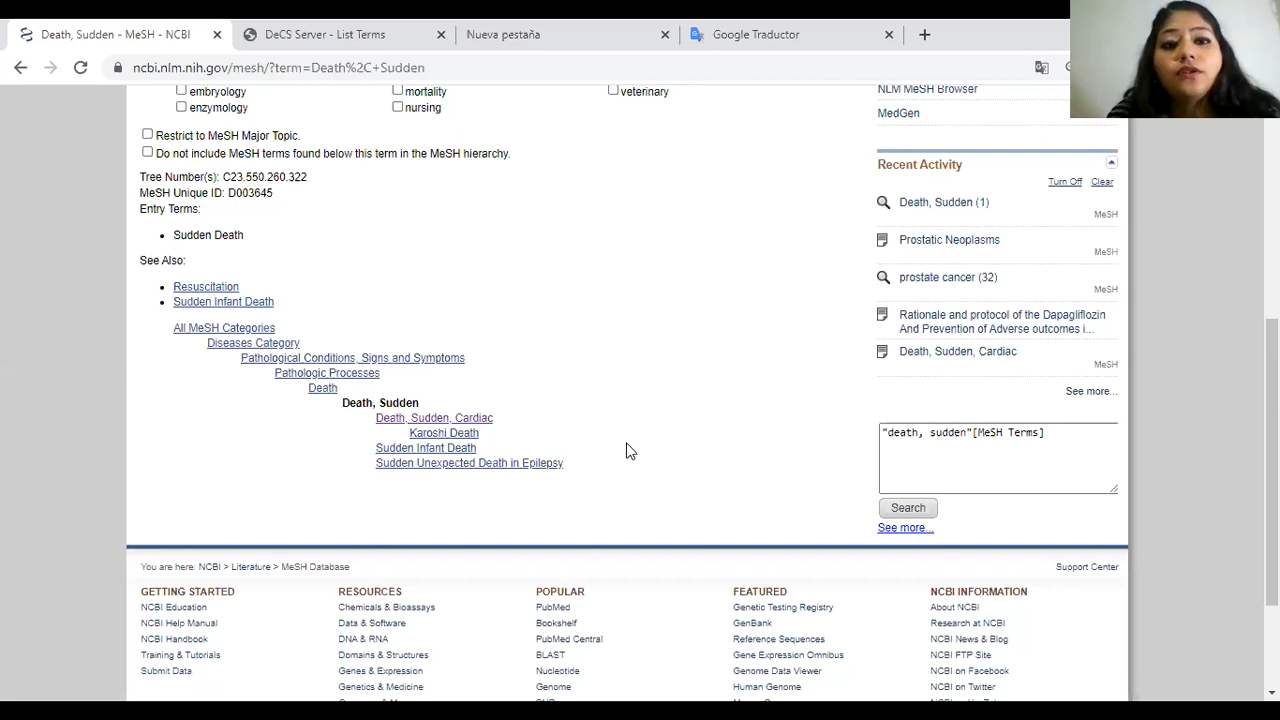 Death, Sudden - MeSH - NCBI
DeCS Server - List Terms
Nueva pestaña
Google Traductor
ncbi.nlm.nih.gov/mesh/?term=Death%2C+Sudden
embryology
mortality
veterinary
enzymology
nursing
Restrict to MeSH Major Topic.
Do not include MeSH terms found below this term in the MeSH hierarchy.
Tree Number(s): C23.550.260.322
MeSH Unique ID: D003645
Entry Terms:
Sudden Death
See Also:
Resuscitation
Sudden Infant Death
All MeSH Categories
Diseases Category
Pathological Conditions, Signs and Symptoms
Pathologic Processes
Death
Death, Sudden
Death, Sudden, Cardiac
Karoshi Death
Sudden Infant Death
Sudden Unexpected Death in Epilepsy
NLM MeSH Browser
MedGen
Recent Activity
Turn Off Clear
Death, Sudden (1)
MeSH
Prostatic Neoplasms
MeSH
prostate cancer (32)
MeSH
Rationale and protocol of the Dapagliflozin
And Prevention of Adverse outcomes i...
Death, Sudden, Cardiac
MeSH
See more...
"death, sudden"[MeSH Terms]
Search
See more...
You are here: NCBI > Literature > MeSH Database
Support Center
GETTING STARTED
NCBI Education
NCBI Help Manual
NCBI Handbook
Training & Tutorials
Submit Data
RESOURCES
Chemicals & Bioassays
Data & Software
DNA & RNA
Domains & Structures
Genes & Expression
Genetics & Medicine
POPULAR
PubMed
Bookshelf
PubMed Central
BLAST
Nucleotide
Genome
FEATURED
Genetic Testing Registry
GenBank
Reference Sequences
Gene Expression Omnibus
Genome Data Viewer
Human Genome
NCBI INFORMATION
About NCBI
Research at NCBI
NCBI News & Blog
NCBI FTP Site
NCBI on Facebook
NCBI on Twitter